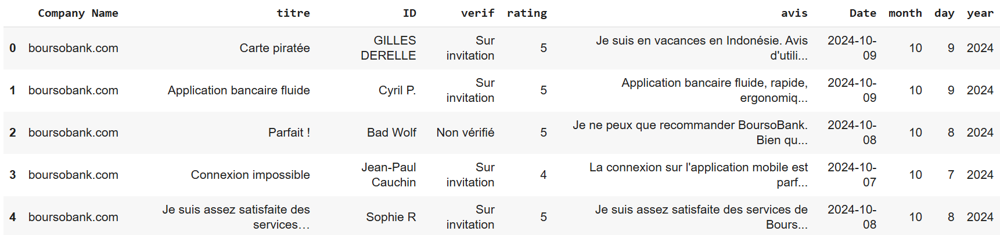 Company Name titre ID verif rating avis Date month day year
0 boursobank.com Carte piratée GILLES DERELLE Sur invitation 5 Je suis en vacances en Indonésie. Avis d'utili... 2024-10-09 10 9 2024
1 boursobank.com Application bancaire fluide Cyril P. Sur invitation 5 Application bancaire fluide, rapide, ergonomiq... 2024-10-09 10 9 2024
2 boursobank.com Parfait ! Bad Wolf Non vérifié 5 Je ne peux que recommander BoursoBank. Bien qu... 2024-10-08 10 8 2024
3 boursobank.com Connexion impossible Jean-Paul Cauchin Sur invitation 4 La connexion sur l'application mobile est parf... 2024-10-07 10 7 2024
4 boursobank.com Je suis assez satisfaite des services… Sophie R Sur invitation 5 Je suis assez satisfaite des services de Bours... 2024-10-08 10 8 2024